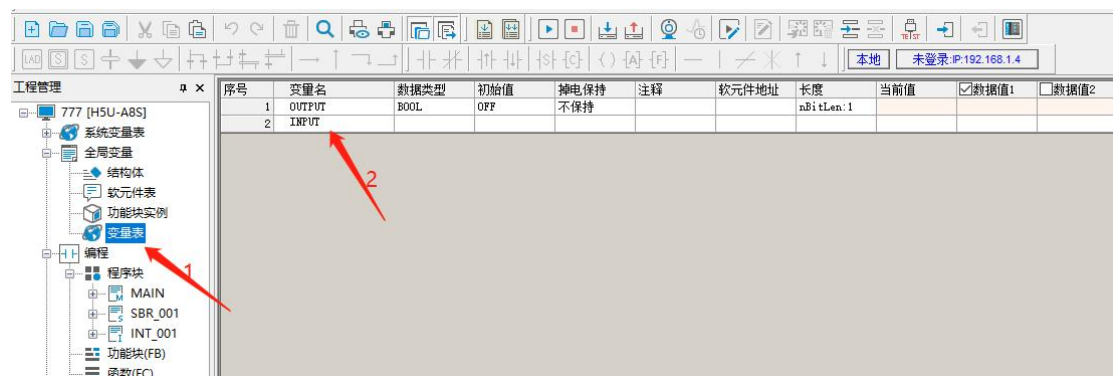 LAD
TEST
本地 未登录:IP:192.168.1.4
工程管理
序号 变量名 数据类型 初始值 掉电保持 注释 软元件地址 长度 当前值 数据值1 数据值2
1 OUTPUT BOOL OFF 不保持 nBitLen:1
2 INPUT
777 [H5U-A8S]
系统变量表
全局变量
结构体
软元件表
功能块实例
变量表
编程
程序块
MAIN
SBR_001
INT_001
功能块(FB)
函数(FC)
1
2